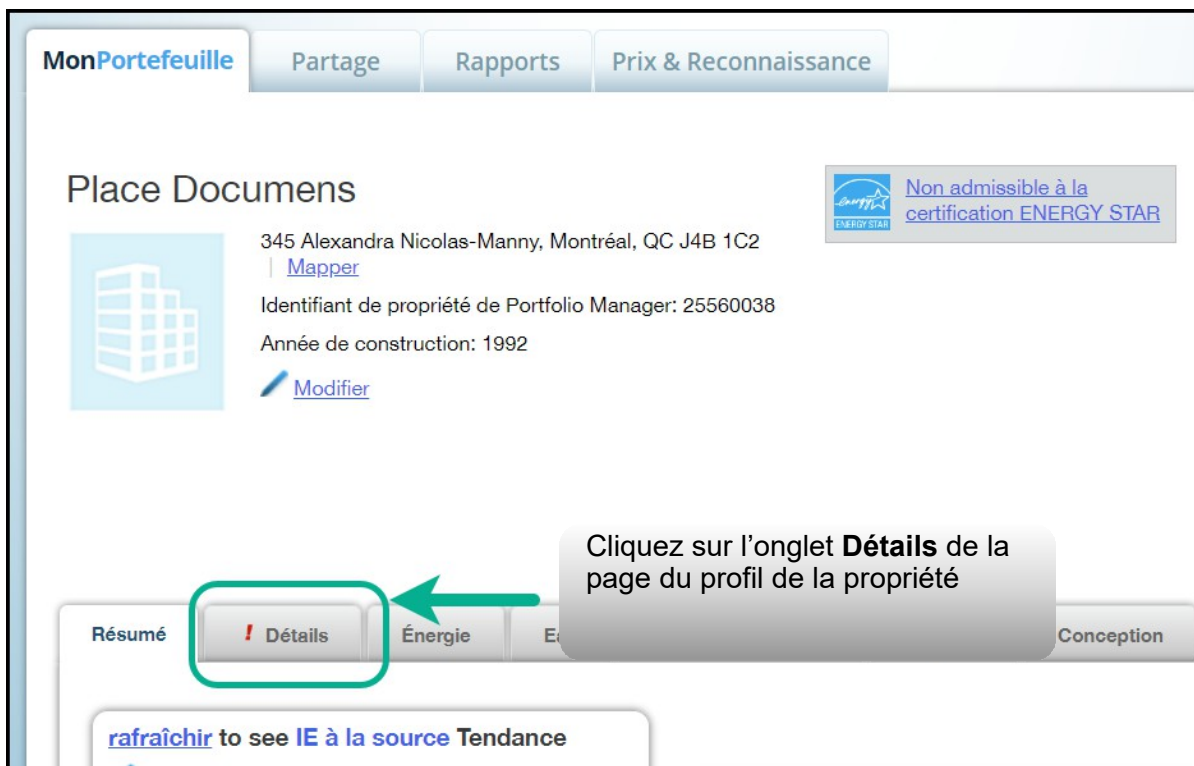 MonPortefeuille
Partage
Rapports
Prix & Reconnaissance
Place Documens
energy
ENERGY STAR
Non admissible à la
certification ENERGY STAR
345 Alexandra Nicolas-Manny, Montréal, QC J4B 1C2
| Mapper
Identifiant de propriété de Portfolio Manager: 25560038
Année de construction: 1992
Modifier
Cliquez sur l’onglet Détails de la
page du profil de la propriété
Résumé
! Détails
Énergie
Conception
rafraîchir to see IE à la source Tendance